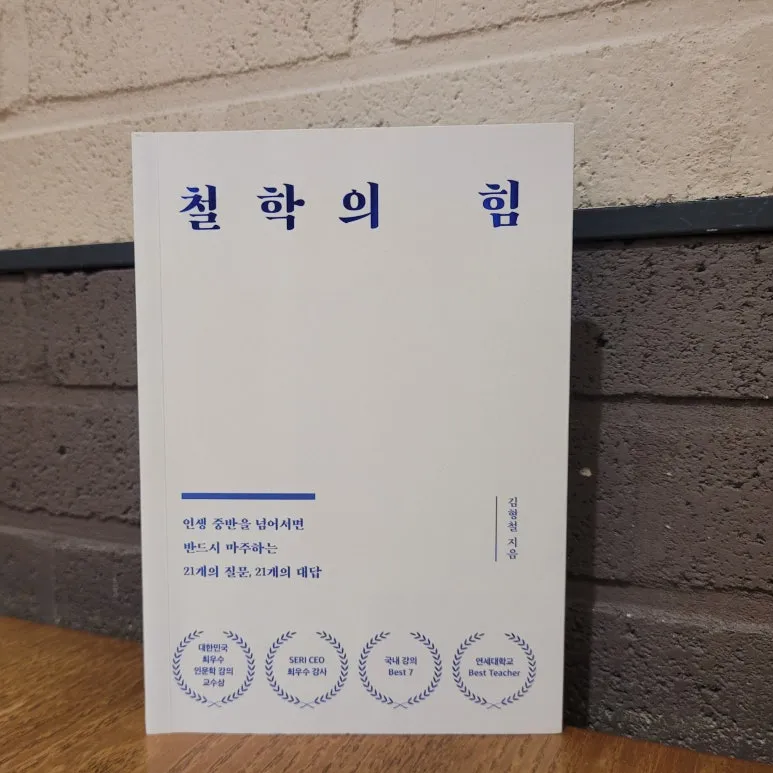 철학의 힘
인생 중반을 넘어서면
반드시 마주하는
21개의 질문, 21개의 대답
김형철 지음
대한민국
최우수
인문학 강의
교수상
SERI CEO
최우수 강사
국내 강의
Best 7
연세대학교
Best Teacher